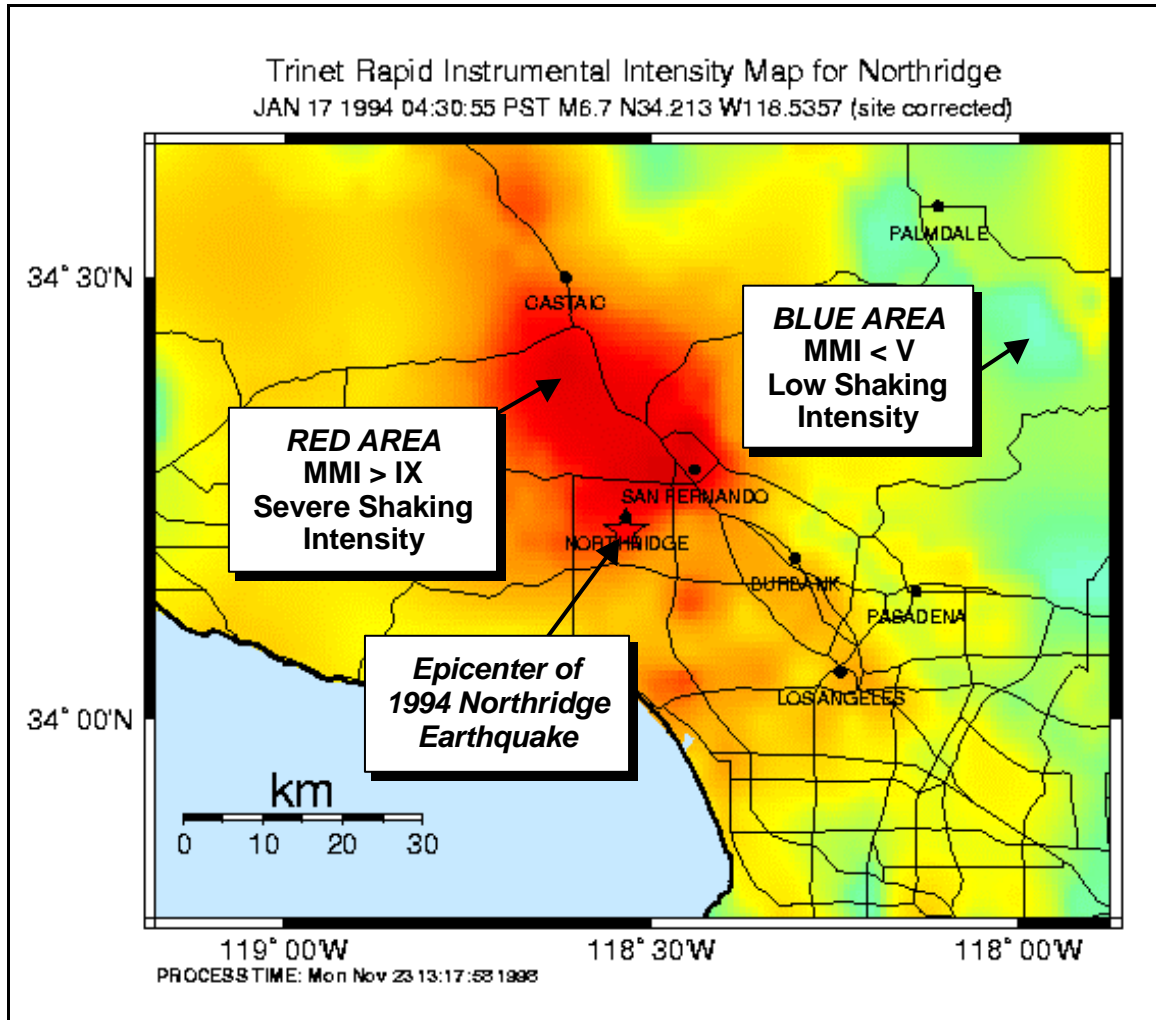 Trinet Rapid Instrumental Intensity Map for Northridge
JAN 17 1994 04:30:55 PST M6.7 N34.213 W118.5357 (site corrected)
PALMDALE
34° 30'N
CASTAIC
BLUE AREA
MMI < V
Low Shaking
Intensity
RED AREA
MMI > IX
Severe Shaking
Intensity
SAN FERNANDO
NORTHRIDGE
BURBANK
PASADENA
Epicenter of
1994 Northridge
Earthquake
LOS ANGELES
34° 00'N
km
0 10 20 30
119° 00'W 118° 30'W 118° 00'W
PROCESS TIME: Mon Nov 23 13:17:58 1998